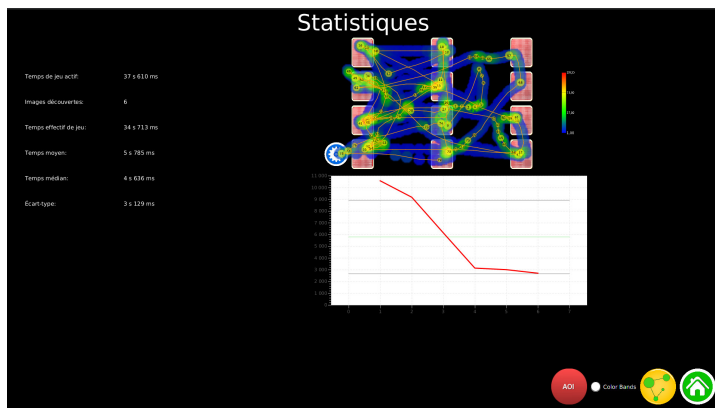 Statistiques
Temps de jeu actif: 37 s 610 ms
Images découvertes: 6
Temps effectif de jeu: 34 s 713 ms
Temps moyen: 5 s 785 ms
Temps médian: 4 s 636 ms
Écart-type: 3 s 129 ms
11 000
10 000
9 000
8 000
7 000
6 000
5 000
4 000
3 000
2 000
1 000
0
0 1 2 3 4 5 6 7
AOI
Color Bands